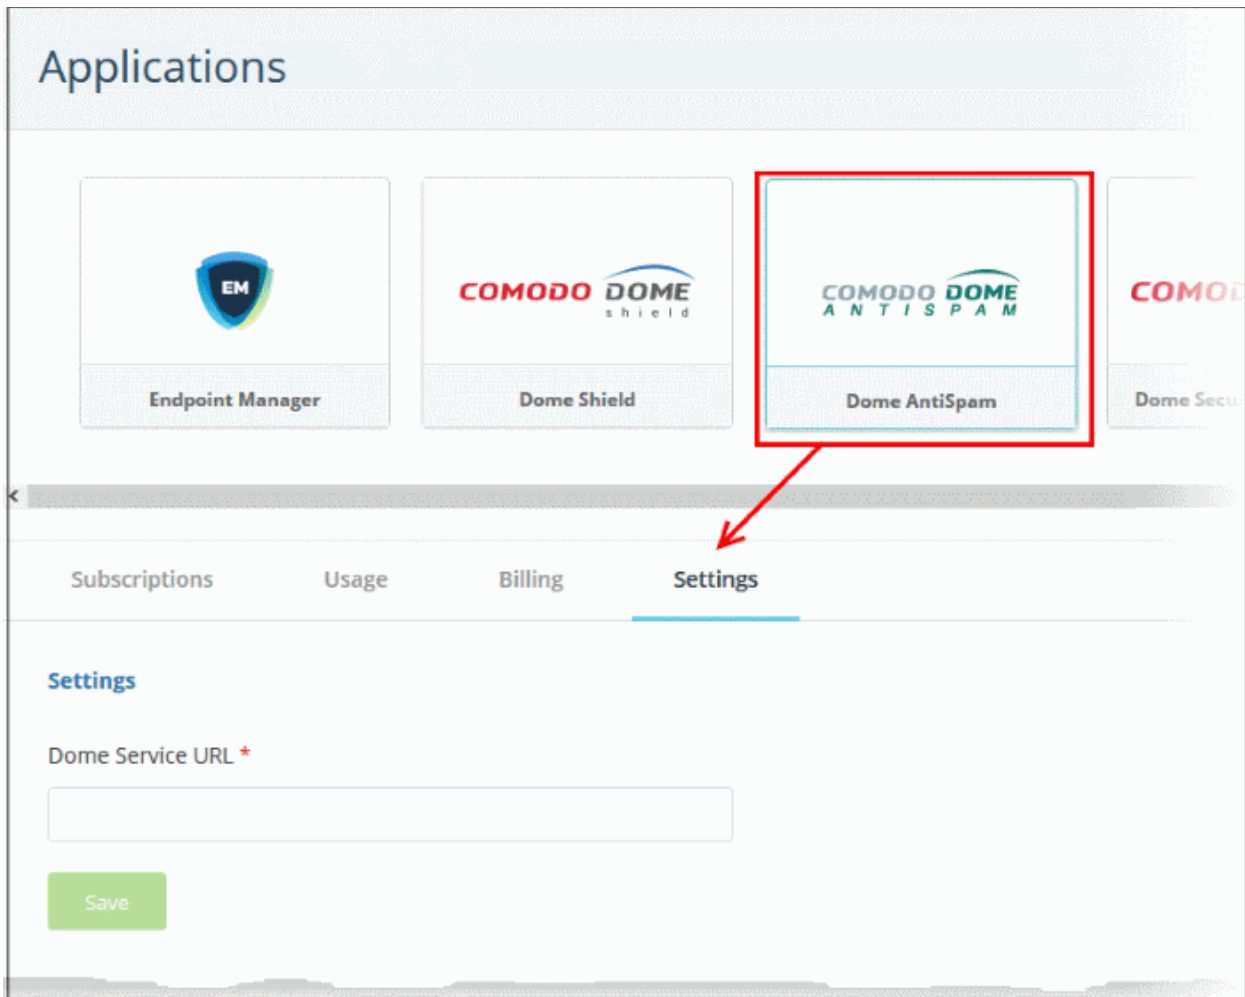 Applications
EM
COMODO DOME
shield
COMODO DOME
ANTISPAM
Endpoint Manager
Dome Shield
Dome AntiSpam
Subscriptions Usage Billing Settings
Settings
Dome Service URL *
Save